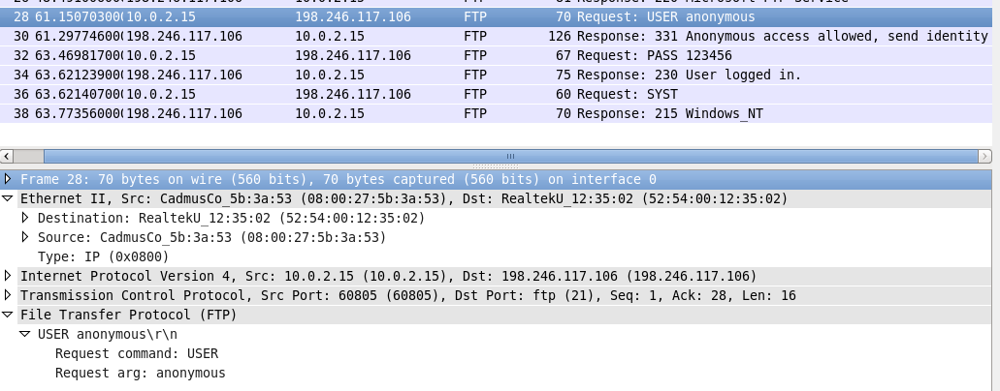 28 61.15070300(10.0.2.15 198.246.117.106 FTP 70 Request: USER anonymous
30 61.29774600(198.246.117.106 10.0.2.15 FTP 126 Response: 331 Anonymous access allowed, send identity
32 63.46981700(10.0.2.15 198.246.117.106 FTP 67 Request: PASS 123456
34 63.62123900(198.246.117.106 10.0.2.15 FTP 75 Response: 230 User logged in.
36 63.62140700(10.0.2.15 198.246.117.106 FTP 60 Request: SYST
38 63.77356000(198.246.117.106 10.0.2.15 FTP 70 Response: 215 Windows_NT
Frame 28: 70 bytes on wire (560 bits), 70 bytes captured (560 bits) on interface 0
Ethernet II, Src: CadmusCo_5b:3a:53 (08:00:27:5b:3a:53), Dst: RealtekU_12:35:02 (52:54:00:12:35:02)
Destination: RealtekU_12:35:02 (52:54:00:12:35:02)
Source: CadmusCo_5b:3a:53 (08:00:27:5b:3a:53)
Type: IP (0x0800)
Internet Protocol Version 4, Src: 10.0.2.15 (10.0.2.15), Dst: 198.246.117.106 (198.246.117.106)
Transmission Control Protocol, Src Port: 60805 (60805), Dst Port: ftp (21), Seq: 1, Ack: 28, Len: 16
File Transfer Protocol (FTP)
USER anonymous\r\n
Request command: USER
Request arg: anonymous